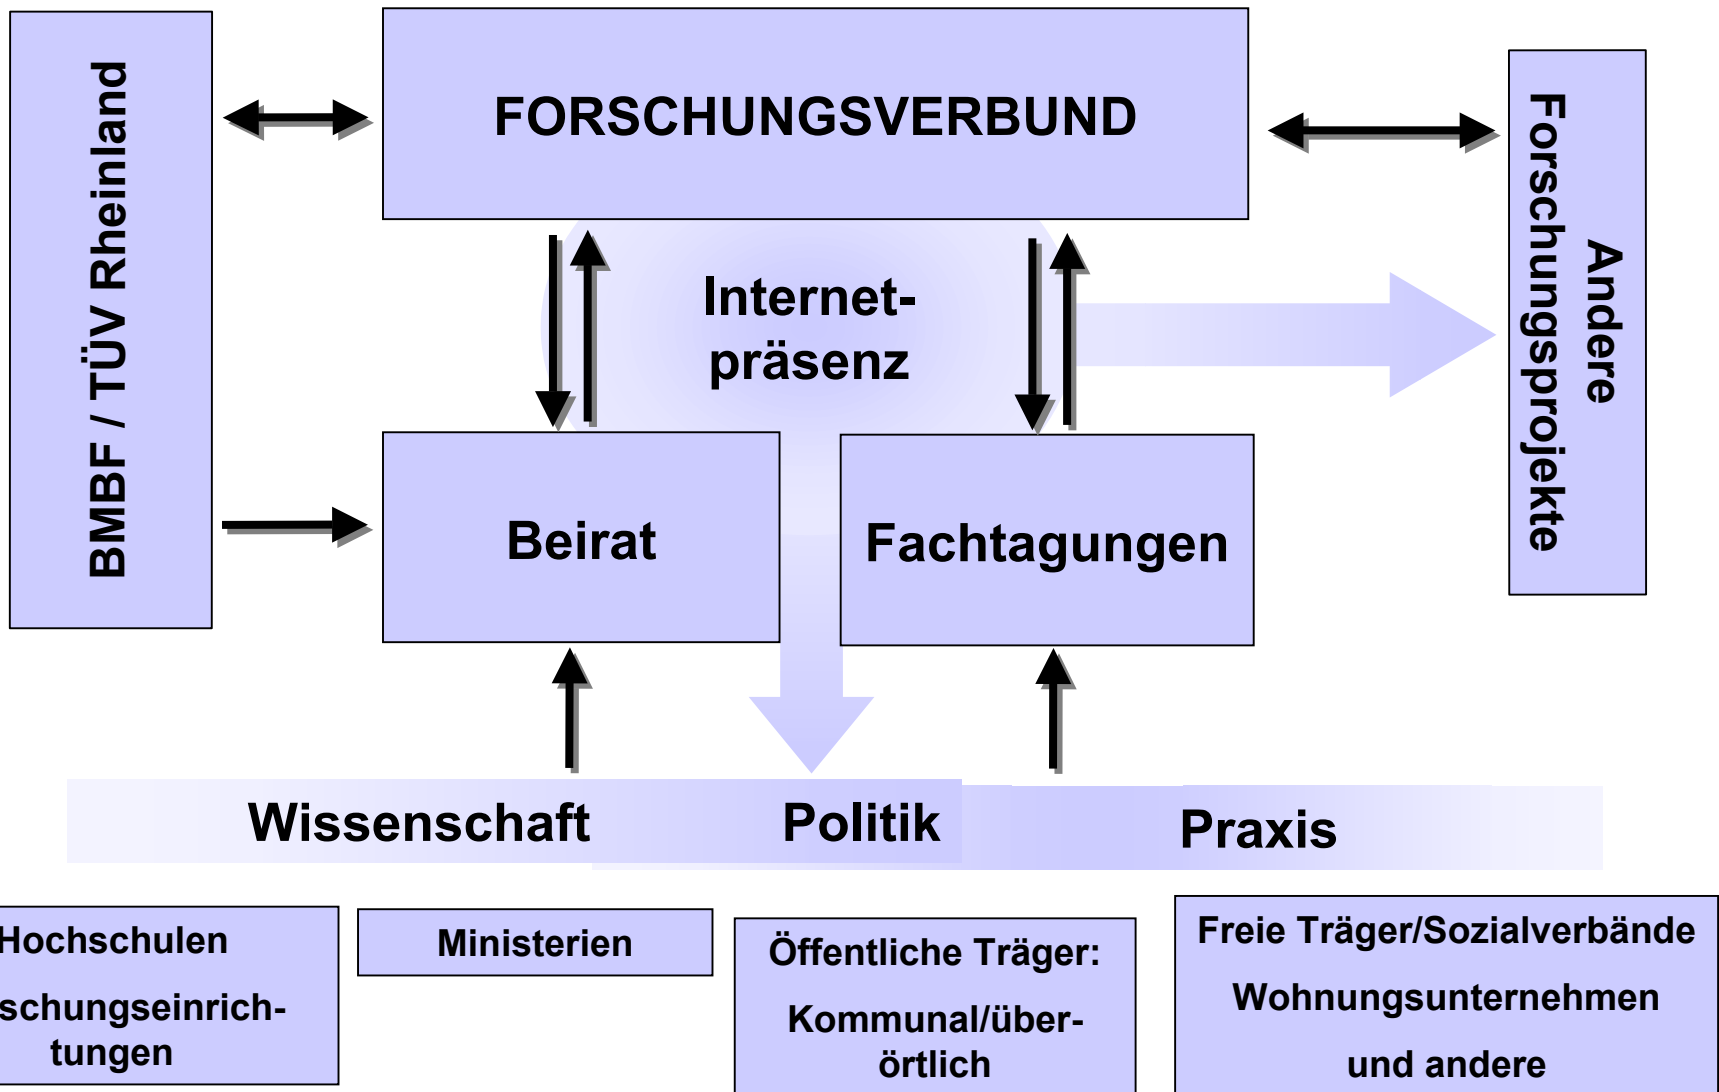 BMBF / TÜV Rheinland
FORSCHUNGSVERBUND
Andere
Forschungsprojekte
Internet-
präsenz
Beirat
Fachtagungen
Wissenschaft
Politik
Praxis
Hochschulen
schungseinrich-
tungen
Ministerien
Öffentliche Träger:
Kommunal/über-
örtlich
Freie Träger/Sozialverbände
Wohnungsunternehmen
und andere